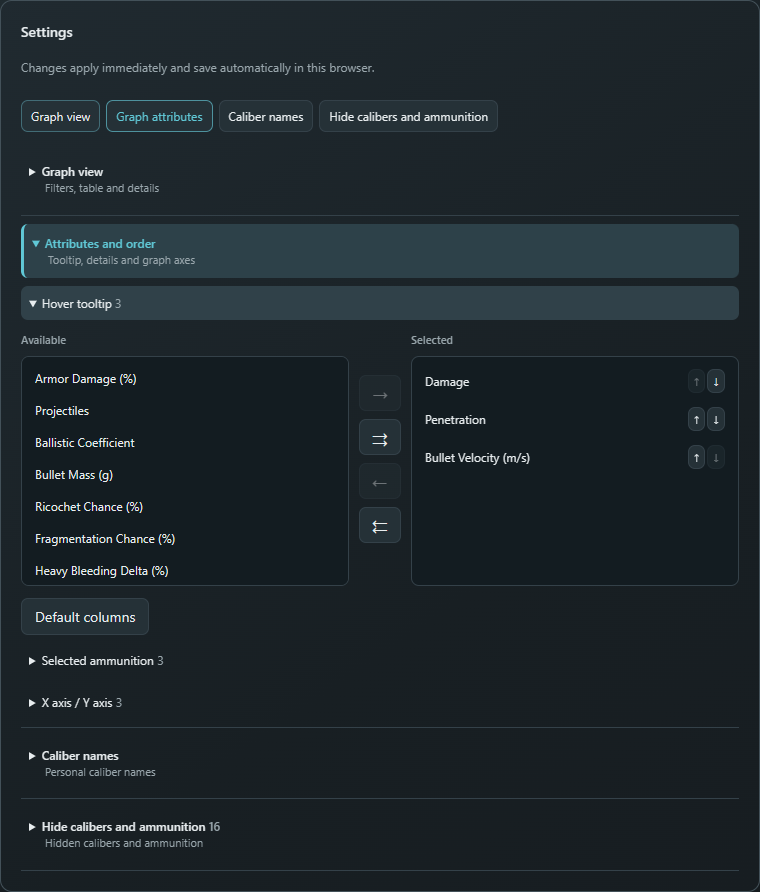 Settings
Changes apply immediately and save automatically in this browser.
Graph view
Graph attributes
Caliber names
Hide calibers and ammunition
▶ Graph view
Filters, table and details
▼ Attributes and order
Tooltip, details and graph axes
▼ Hover tooltip 3
Available
Selected
Armor Damage (%)
Projectiles
Ballistic Coefficient
Bullet Mass (g)
Ricochet Chance (%)
Fragmentation Chance (%)
Heavy Bleeding Delta (%)
→
⇉
←
⇇
Damage ↑ ↓
Penetration ↑ ↓
Bullet Velocity (m/s) ↑ ↓
Default columns
▶ Selected ammunition 3
▶ X axis / Y axis 3
▶ Caliber names
Personal caliber names
▶ Hide calibers and ammunition 16
Hidden calibers and ammunition